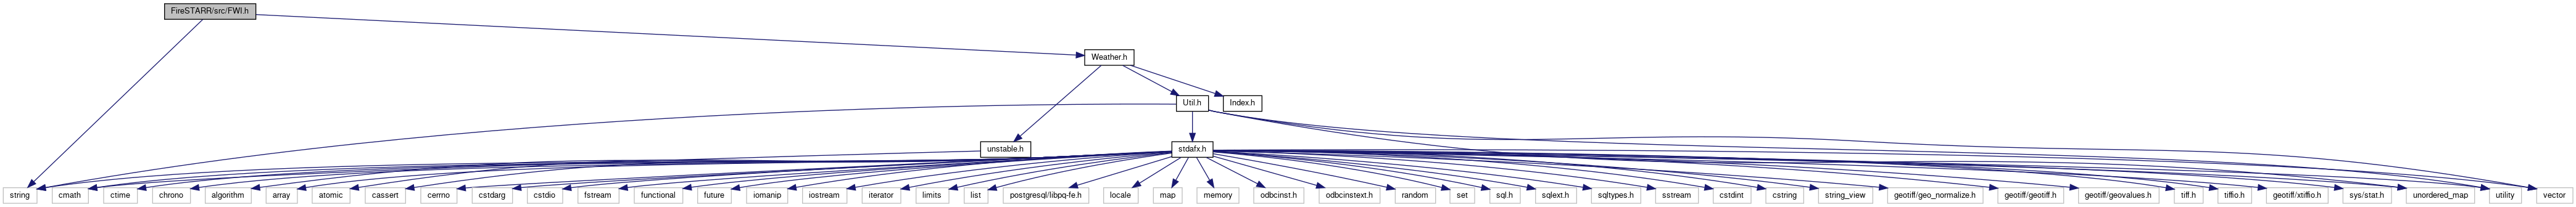 FireSTARR/src/FWI.h
Weather.h
Util.h
Index.h
unstable.h
stdafx.h
string
cmath
ctime
chrono
algorithm
array
atomic
cassert
cerrno
cstdarg
cstdio
fstream
functional
future
iomanip
iostream
iterator
limits
list
postgresql/libpq-fe.h
locale
map
memory
odbcinst.h
odbcinstext.h
random
set
sql.h
sqlext.h
sqltypes.h
sstream
cstdint
cstring
string_view
geotiff/geo_normalize.h
geotiff/geotiff.h
geotiff/geovalues.h
tiff.h
tiffio.h
geotiff/xtiffio.h
sys/stat.h
unordered_map
utility
vector